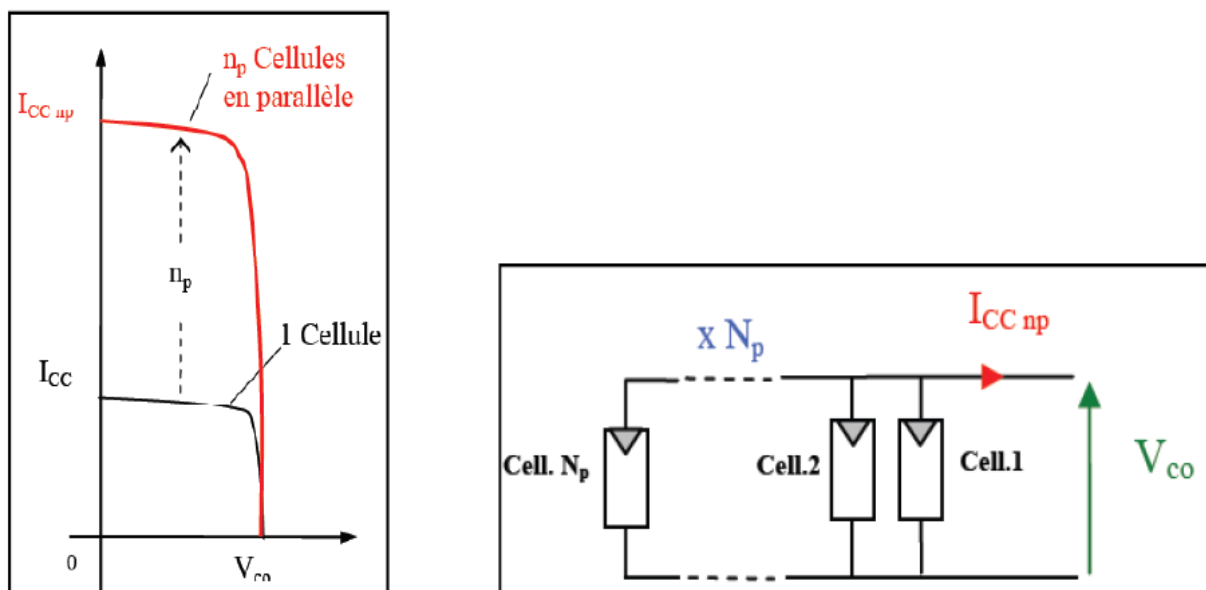 n_p Cellules
en parallèle
I_CC np
n_p
1 Cellule
I_CC
0
V_co
I_CC np
x N_p
Cell. N_p
Cell.2
Cell.1
V_co